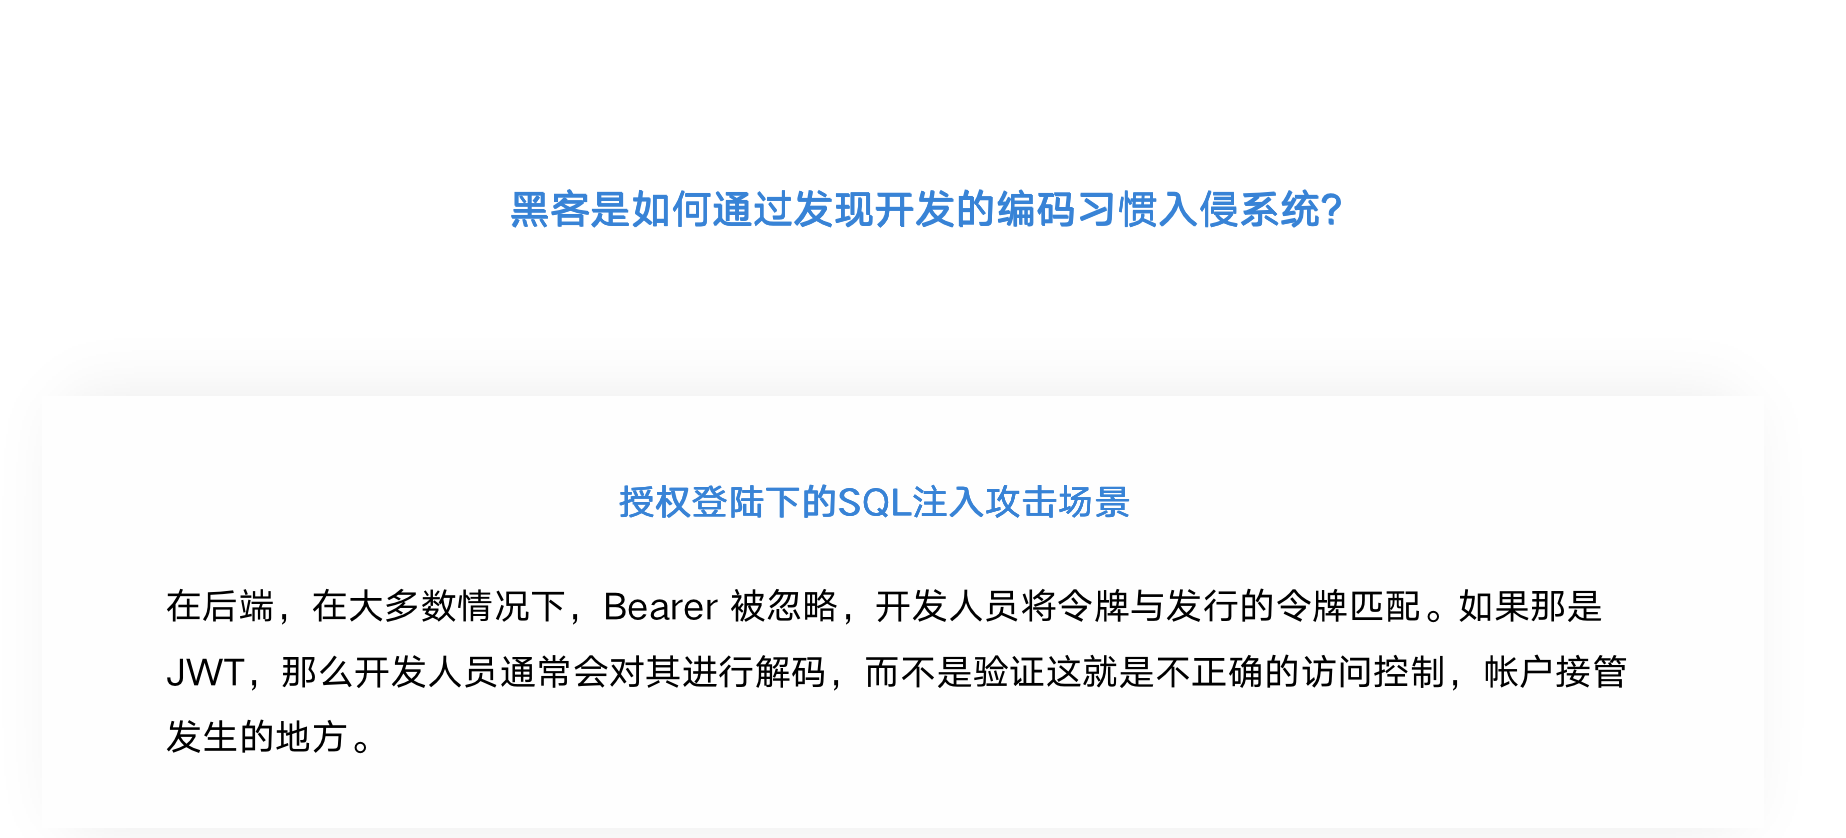 黑客是如何通过发现开发的编码习惯入侵系统?
授权登陆下的SQL注入攻击场景
在后端，在大多数情况下，Bearer 被忽略，开发人员将令牌与发行的令牌匹配。如果那是
JWT，那么开发人员通常会对其进行解码，而不是验证这就是不正确的访问控制，帐户接管
发生的地方。